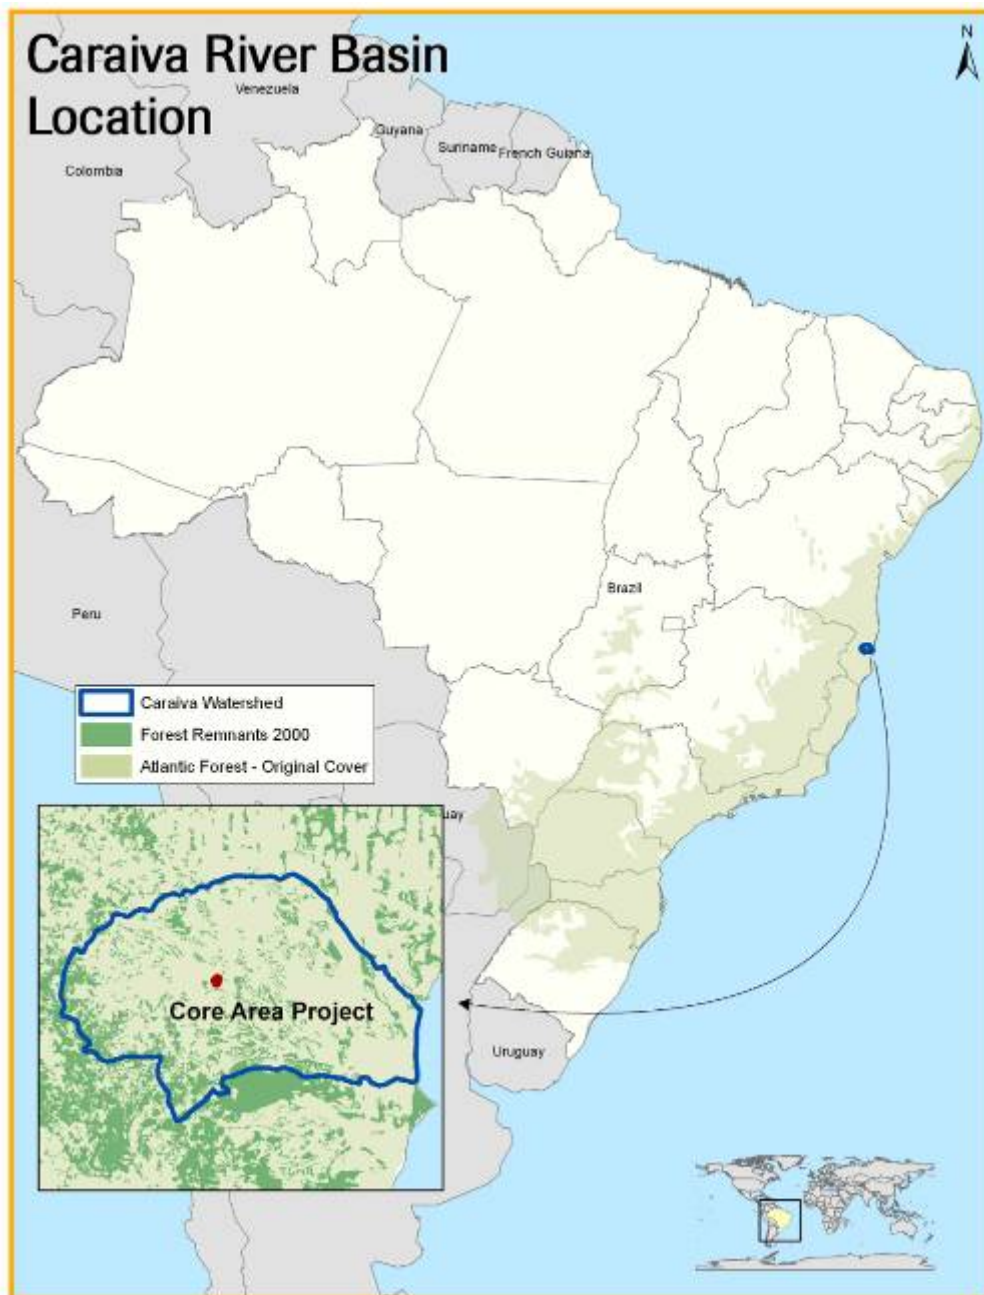 Caraiva River Basin
Location
N
Venezuela
Guyana
Suriname
French Guiana
Colombia
Brazil
Peru
Caraiva Watershed
Forest Remnants 2000
Atlantic Forest - Original Cover
uay
Core Area Project
Uruguay